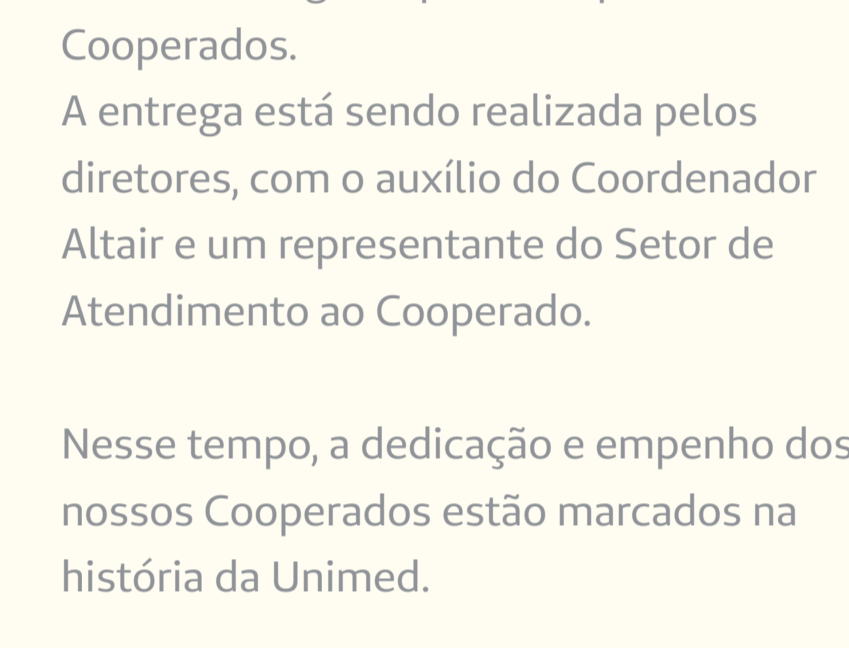 Cooperados.
A entrega está sendo realizada pelos
diretores, com o auxílio do Coordenador
Altair e um representante do Setor de
Atendimento ao Cooperado.
Nesse tempo, a dedicação e empenho dos
nossos Cooperados estão marcados na
história da Unimed.